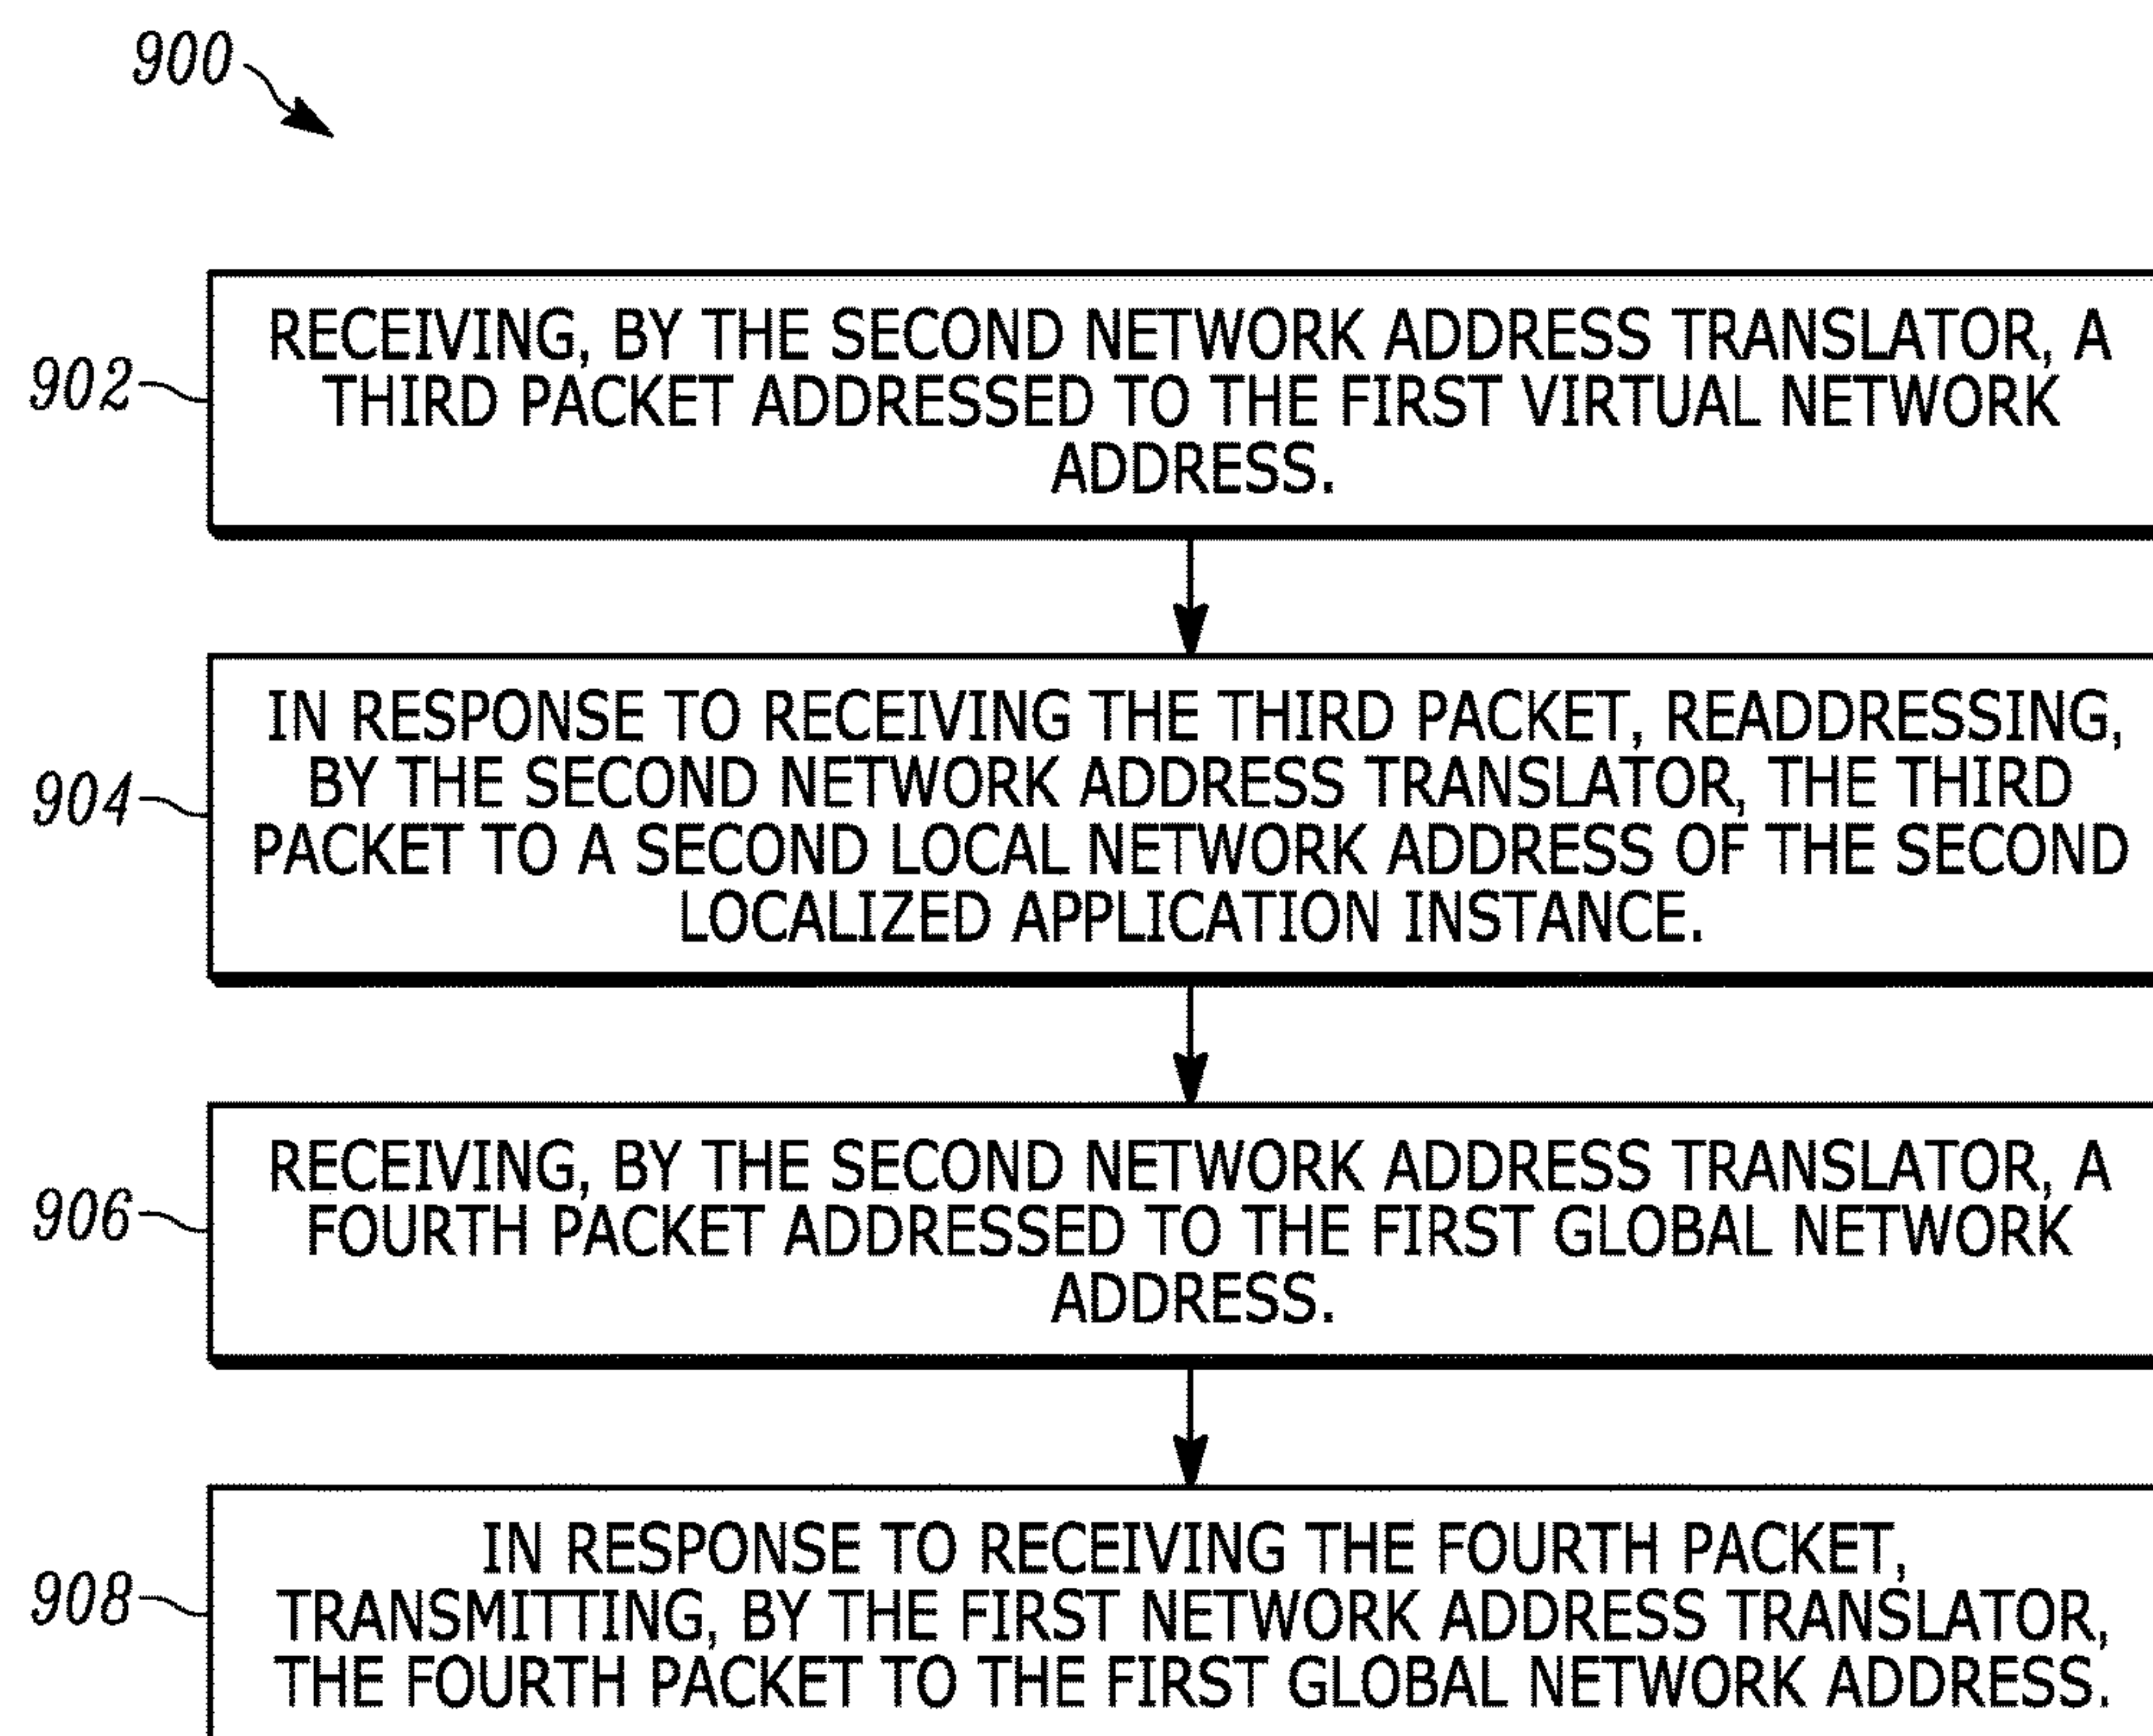 900
902
RECEIVING, BY THE SECOND NETWORK ADDRESS TRANSLATOR, A
THIRD PACKET ADDRESSED TO THE FIRST VIRTUAL NETWORK
ADDRESS.
904
IN RESPONSE TO RECEIVING THE THIRD PACKET, READDRESSING,
BY THE SECOND NETWORK ADDRESS TRANSLATOR, THE THIRD
PACKET TO A SECOND LOCAL NETWORK ADDRESS OF THE SECOND
LOCALIZED APPLICATION INSTANCE.
906
RECEIVING, BY THE SECOND NETWORK ADDRESS TRANSLATOR, A
FOURTH PACKET ADDRESSED TO THE FIRST GLOBAL NETWORK
ADDRESS.
908
IN RESPONSE TO RECEIVING THE FOURTH PACKET,
TRANSMITTING, BY THE FIRST NETWORK ADDRESS TRANSLATOR,
THE FOURTH PACKET TO THE FIRST GLOBAL NETWORK ADDRESS.